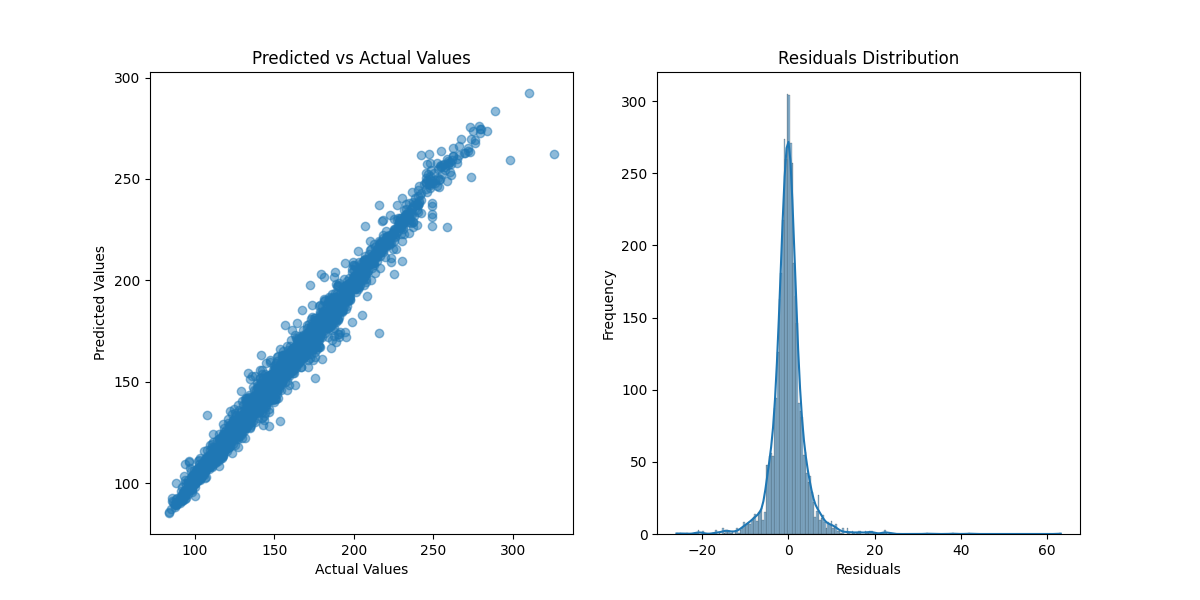 Predicted vs Actual Values
300
250
200
150
100
100 150 200 250 300
Predicted Values
Actual Values
Residuals Distribution
300
250
200
150
100
50
0
−20 0 20 40 60
Frequency
Residuals